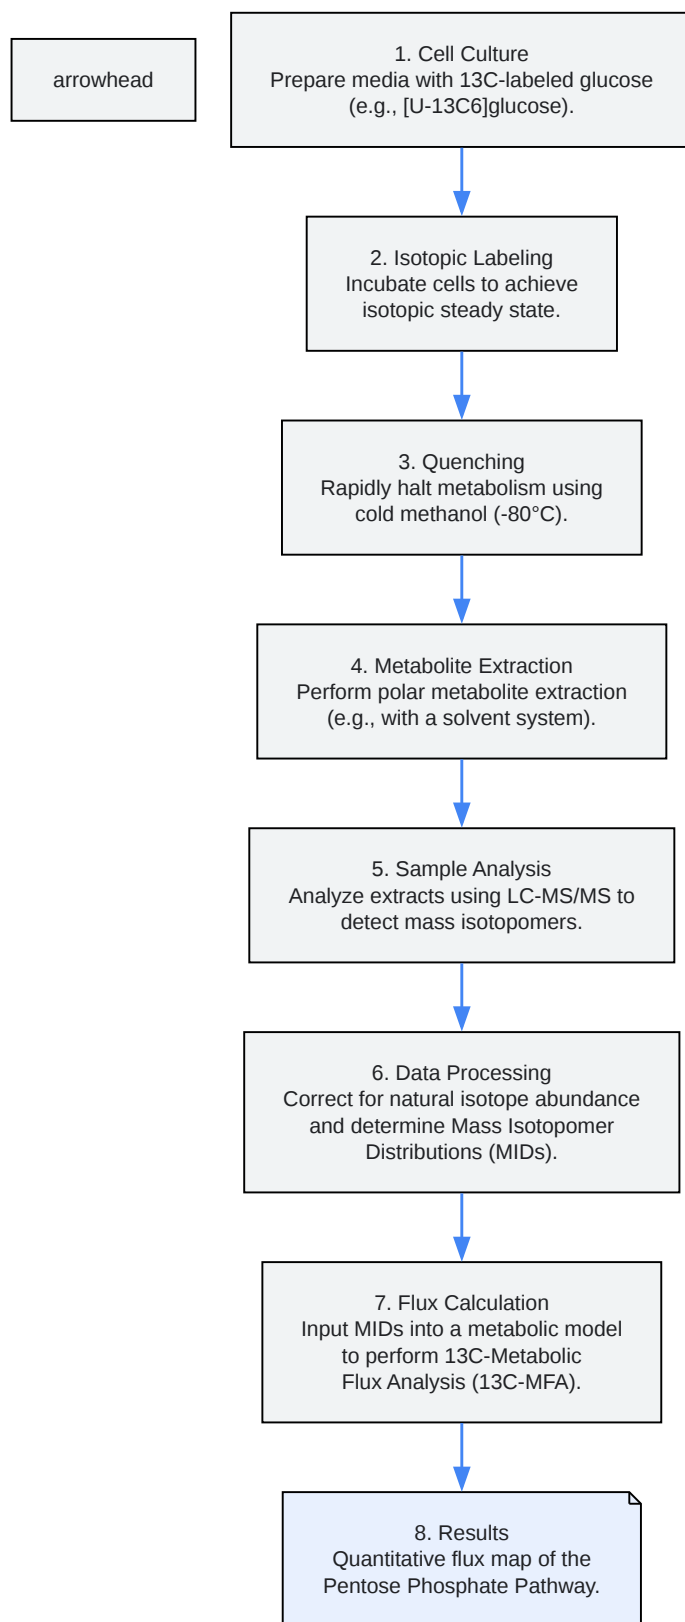 arrowhead
1. Cell Culture
Prepare media with 13C-labeled glucose
(e.g., [U-13C6]glucose).
2. Isotopic Labeling
Incubate cells to achieve
isotopic steady state.
3. Quenching
Rapidly halt metabolism using
cold methanol (-80°C).
4. Metabolite Extraction
Perform polar metabolite extraction
(e.g., with a solvent system).
5. Sample Analysis
Analyze extracts using LC-MS/MS to
detect mass isotopomers.
6. Data Processing
Correct for natural isotope abundance
and determine Mass Isotopomer
Distributions (MIDs).
7. Flux Calculation
Input MIDs into a metabolic model
to perform 13C-Metabolic
Flux Analysis (13C-MFA).
8. Results
Quantitative flux map of the
Pentose Phosphate Pathway.